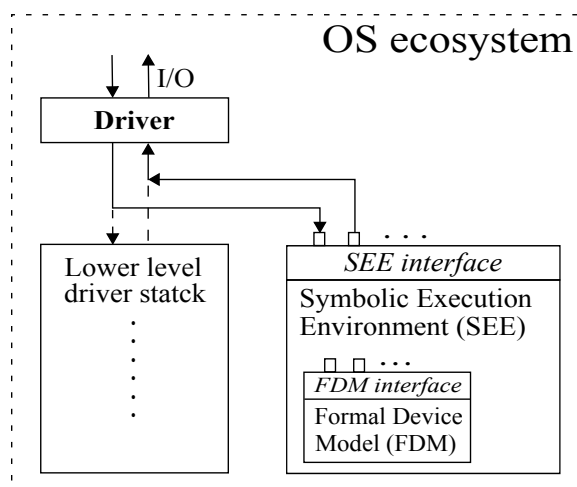 OS ecosystem
I/O
Driver
Lower level
driver statck
SEE interface
Symbolic Execution
Environment (SEE)
FDM interface
Formal Device
Model (FDM)